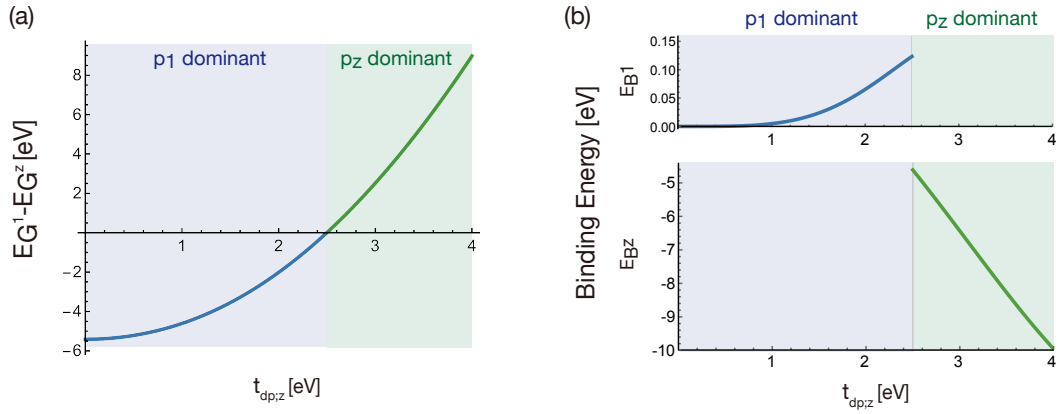 (a)
p1 dominant
pz dominant
EG¹-EGᶻ [eV]
8
6
4
2
-2
-4
-6
1
2
3
4
t_dp;z [eV]
(b)
p1 dominant
pz dominant
Binding Energy [eV]
EB1
0.15
0.10
0.05
0.00
1
2
3
4
EBz
-5
-6
-7
-8
-9
-10
1
2
3
4
t_dp;z [eV]